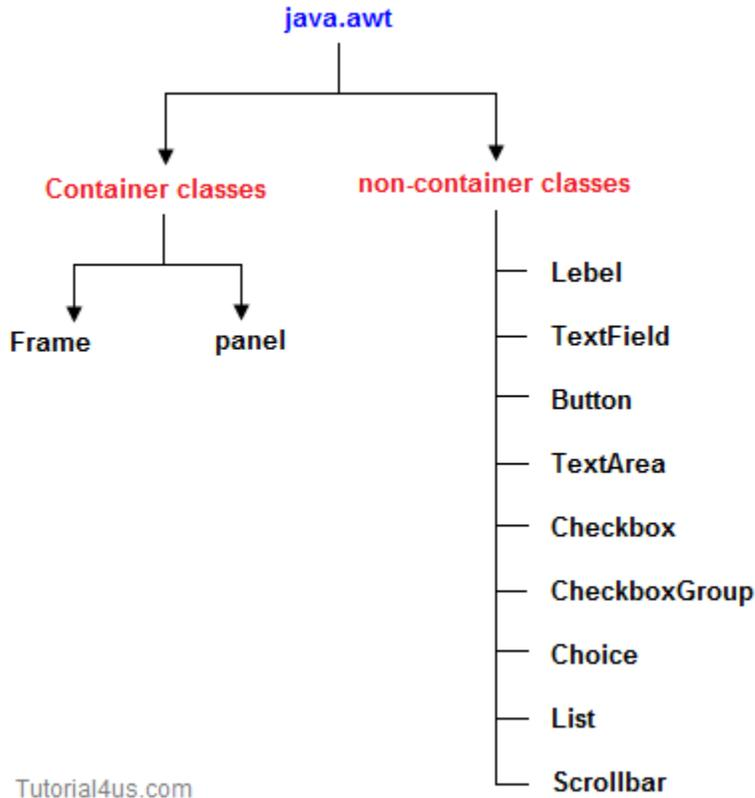 java.awt
Container classes
non-container classes
Frame
panel
Lebel
TextField
Button
TextArea
Checkbox
CheckboxGroup
Choice
List
Scrollbar
Tutorial4us.com